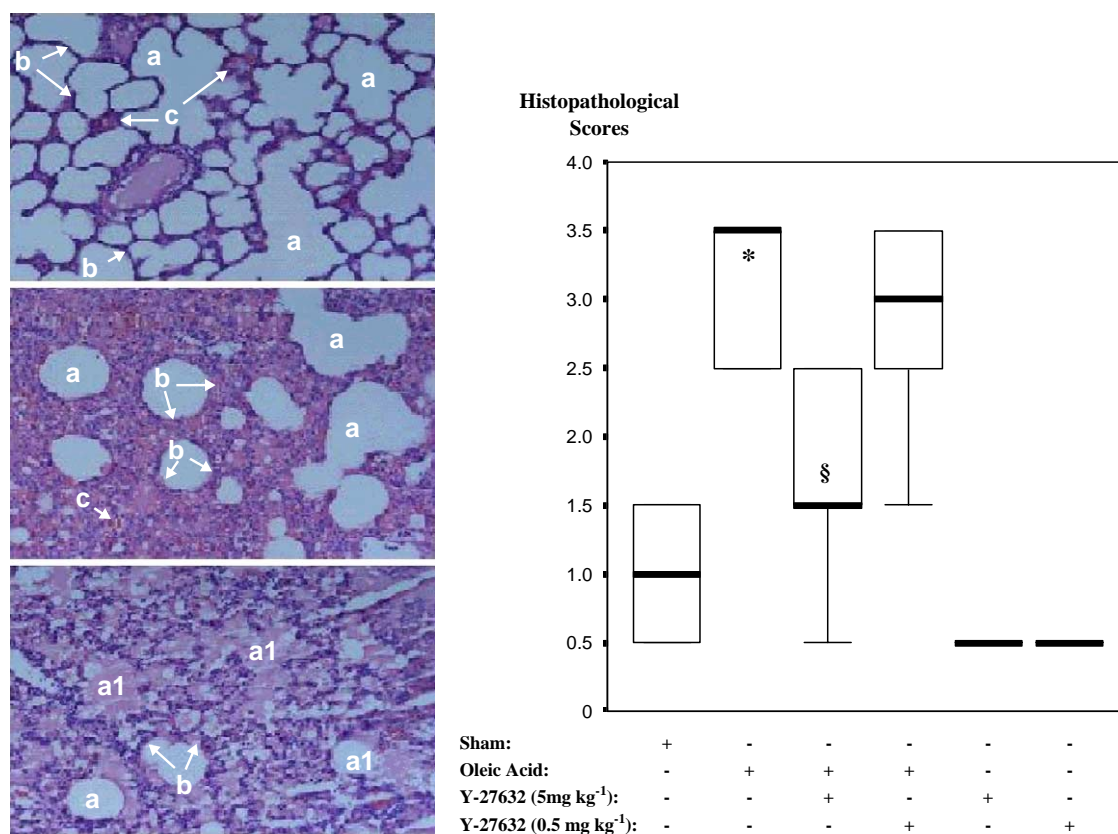 b
a
a
c
b
a
a
b
a
b
c
a1
a1
b
a1
a
Histopathological
Scores
4.0
3.5
*
3.0
2.5
2.0
§
1.5
1.0
0.5
0
Sham: + - - - - -
Oleic Acid: - + + + - -
Y-27632 (5mg kg⁻¹): - - + - + -
Y-27632 (0.5 mg kg⁻¹): - - - + - +